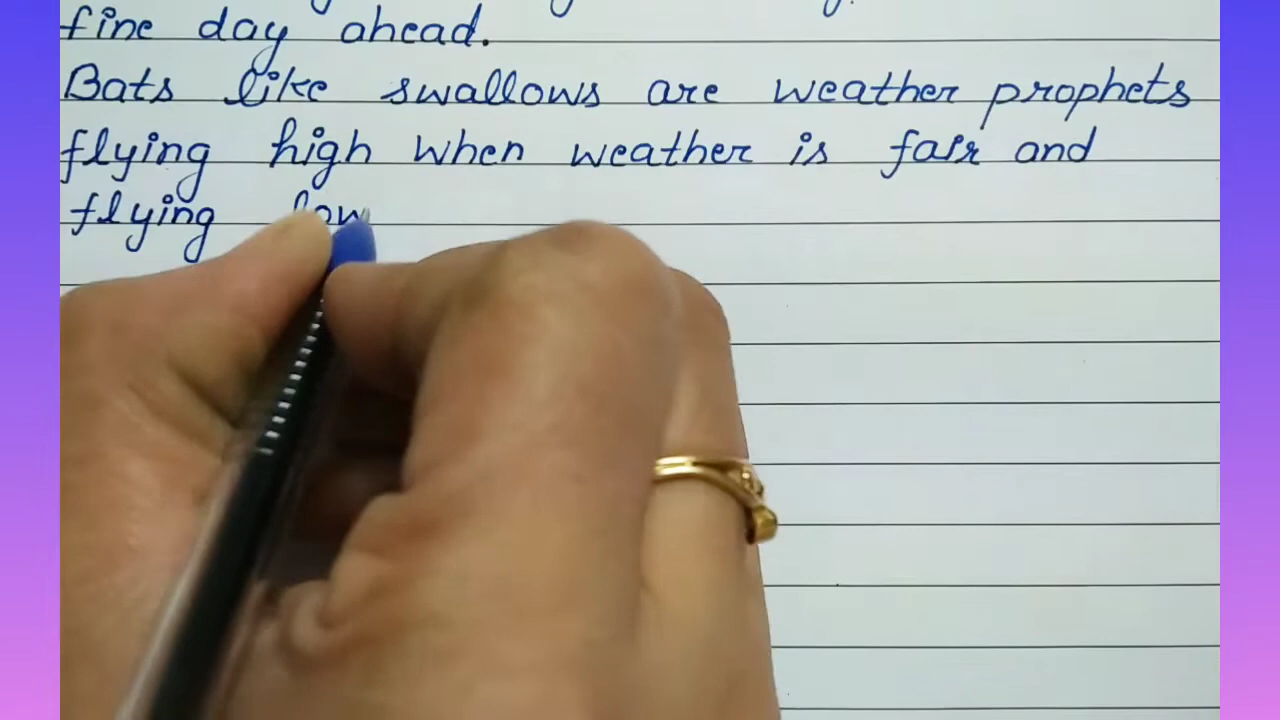 fine day ahead.
Bats like swallows are weather prophets
flying high when weather is fair and
flying low